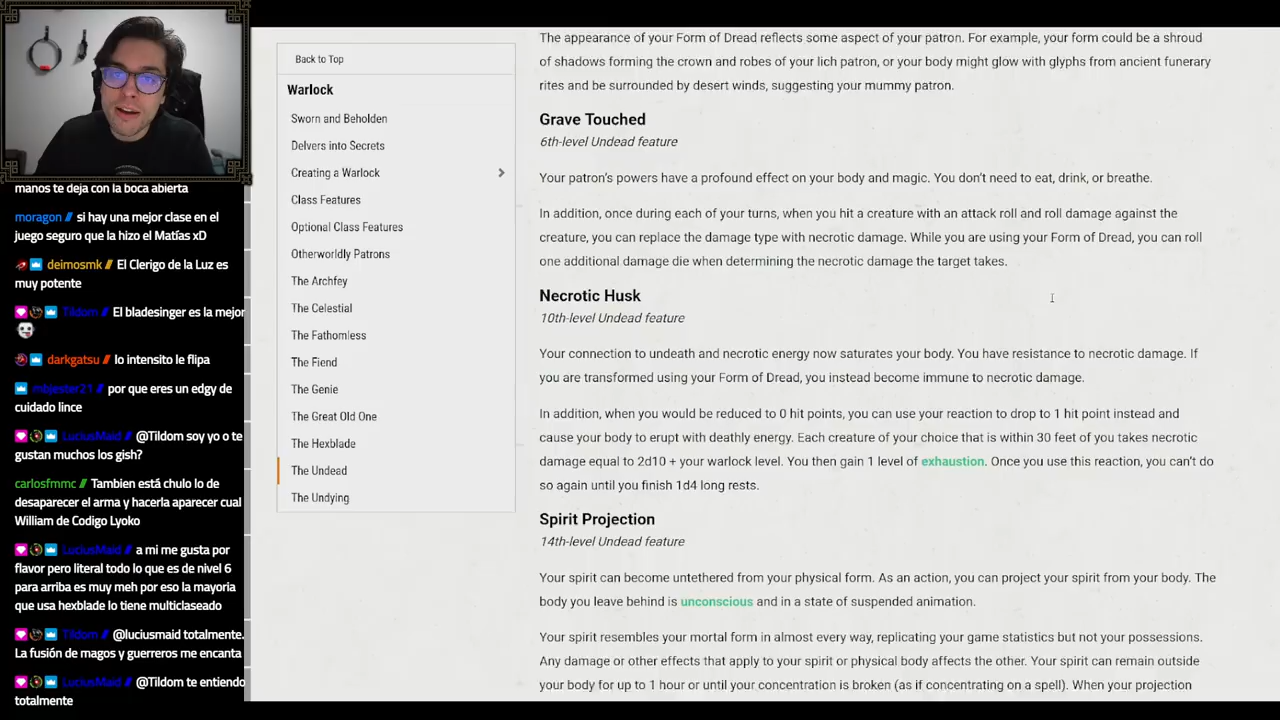 manos te deja con la boca abierta
moragon // si hay una mejor clase en el
juego seguro que la hizo el Matías xD
deimosmk // El Clerigo de la Luz es
muy potente
Tildom // El bladesinger es la mejor
darkgatsu // lo intensito le flipa
mbjester21 // por que eres un edgy de
cuidado lince
LuciusMaid // @Tildom soy yo o te
gustan muchos los gish?
carlosfmmc // Tambien está chulo lo de
desaparecer el arma y hacerla aparecer cual
William de Codigo Lyoko
LuciusMaid // a mi me gusta por
flavor pero literal todo lo que es de nivel 6
para arriba es muy meh por eso la mayoria
que usa hexblade lo tiene multiclaseado
Tildom // @luciusmaid totalmente.
La fusión de magos y guerreros me encanta
LuciusMaid // @Tildom te entiendo
totalmente
Back to Top
Warlock
Sworn and Beholden
Delvers into Secrets
Creating a Warlock
Class Features
Optional Class Features
Otherworldly Patrons
The Archfey
The Celestial
The Fathomless
The Fiend
The Genie
The Great Old One
The Hexblade
The Undead
The Undying
The appearance of your Form of Dread reflects some aspect of your patron. For example, your form could be a shroud
of shadows forming the crown and robes of your lich patron, or your body might glow with glyphs from ancient funerary
rites and be surrounded by desert winds, suggesting your mummy patron.
Grave Touched
6th-level Undead feature
Your patron's powers have a profound effect on your body and magic. You don't need to eat, drink, or breathe.
In addition, once during each of your turns, when you hit a creature with an attack roll and roll damage against the
creature, you can replace the damage type with necrotic damage. While you are using your Form of Dread, you can roll
one additional damage die when determining the necrotic damage the target takes.
Necrotic Husk
10th-level Undead feature
Your connection to undeath and necrotic energy now saturates your body. You have resistance to necrotic damage. If
you are transformed using your Form of Dread, you instead become immune to necrotic damage.
In addition, when you would be reduced to 0 hit points, you can use your reaction to drop to 1 hit point instead and
cause your body to erupt with deathly energy. Each creature of your choice that is within 30 feet of you takes necrotic
damage equal to 2d10 + your warlock level. You then gain 1 level of exhaustion. Once you use this reaction, you can't do
so again until you finish 1d4 long rests.
Spirit Projection
14th-level Undead feature
Your spirit can become untethered from your physical form. As an action, you can project your spirit from your body. The
body you leave behind is unconscious and in a state of suspended animation.
Your spirit resembles your mortal form in almost every way, replicating your game statistics but not your possessions.
Any damage or other effects that apply to your spirit or physical body affects the other. Your spirit can remain outside
your body for up to 1 hour or until your concentration is broken (as if concentrating on a spell). When your projection